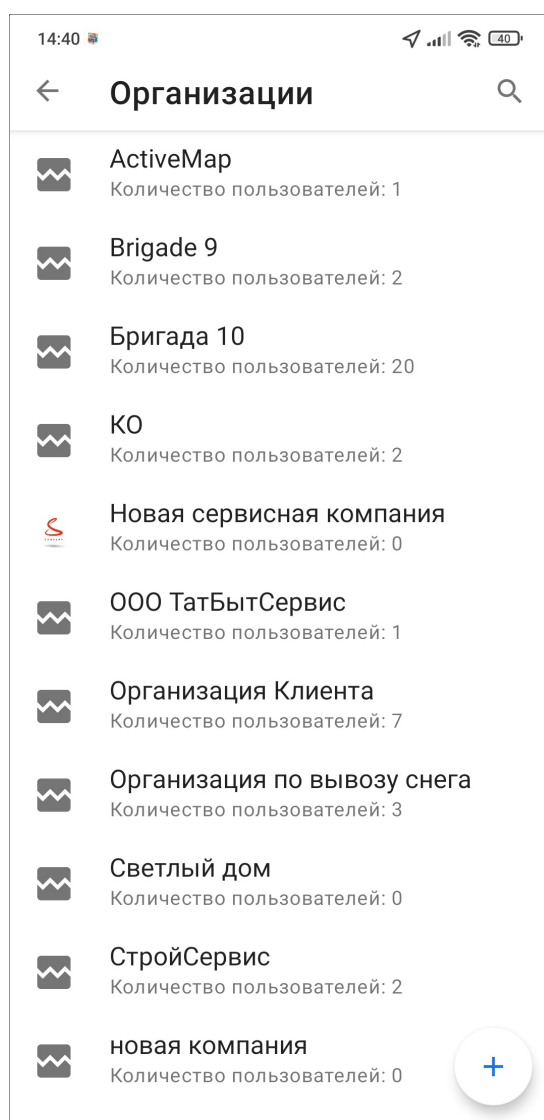 14:40
40
Организации
ActiveMap
Количество пользователей: 1
Brigade 9
Количество пользователей: 2
Бригада 10
Количество пользователей: 20
КО
Количество пользователей: 2
Новая сервисная компания
Количество пользователей: 0
ООО ТатБытСервис
Количество пользователей: 1
Организация Клиента
Количество пользователей: 7
Организация по вывозу снега
Количество пользователей: 3
Светлый дом
Количество пользователей: 0
СтройСервис
Количество пользователей: 2
новая компания
Количество пользователей: 0